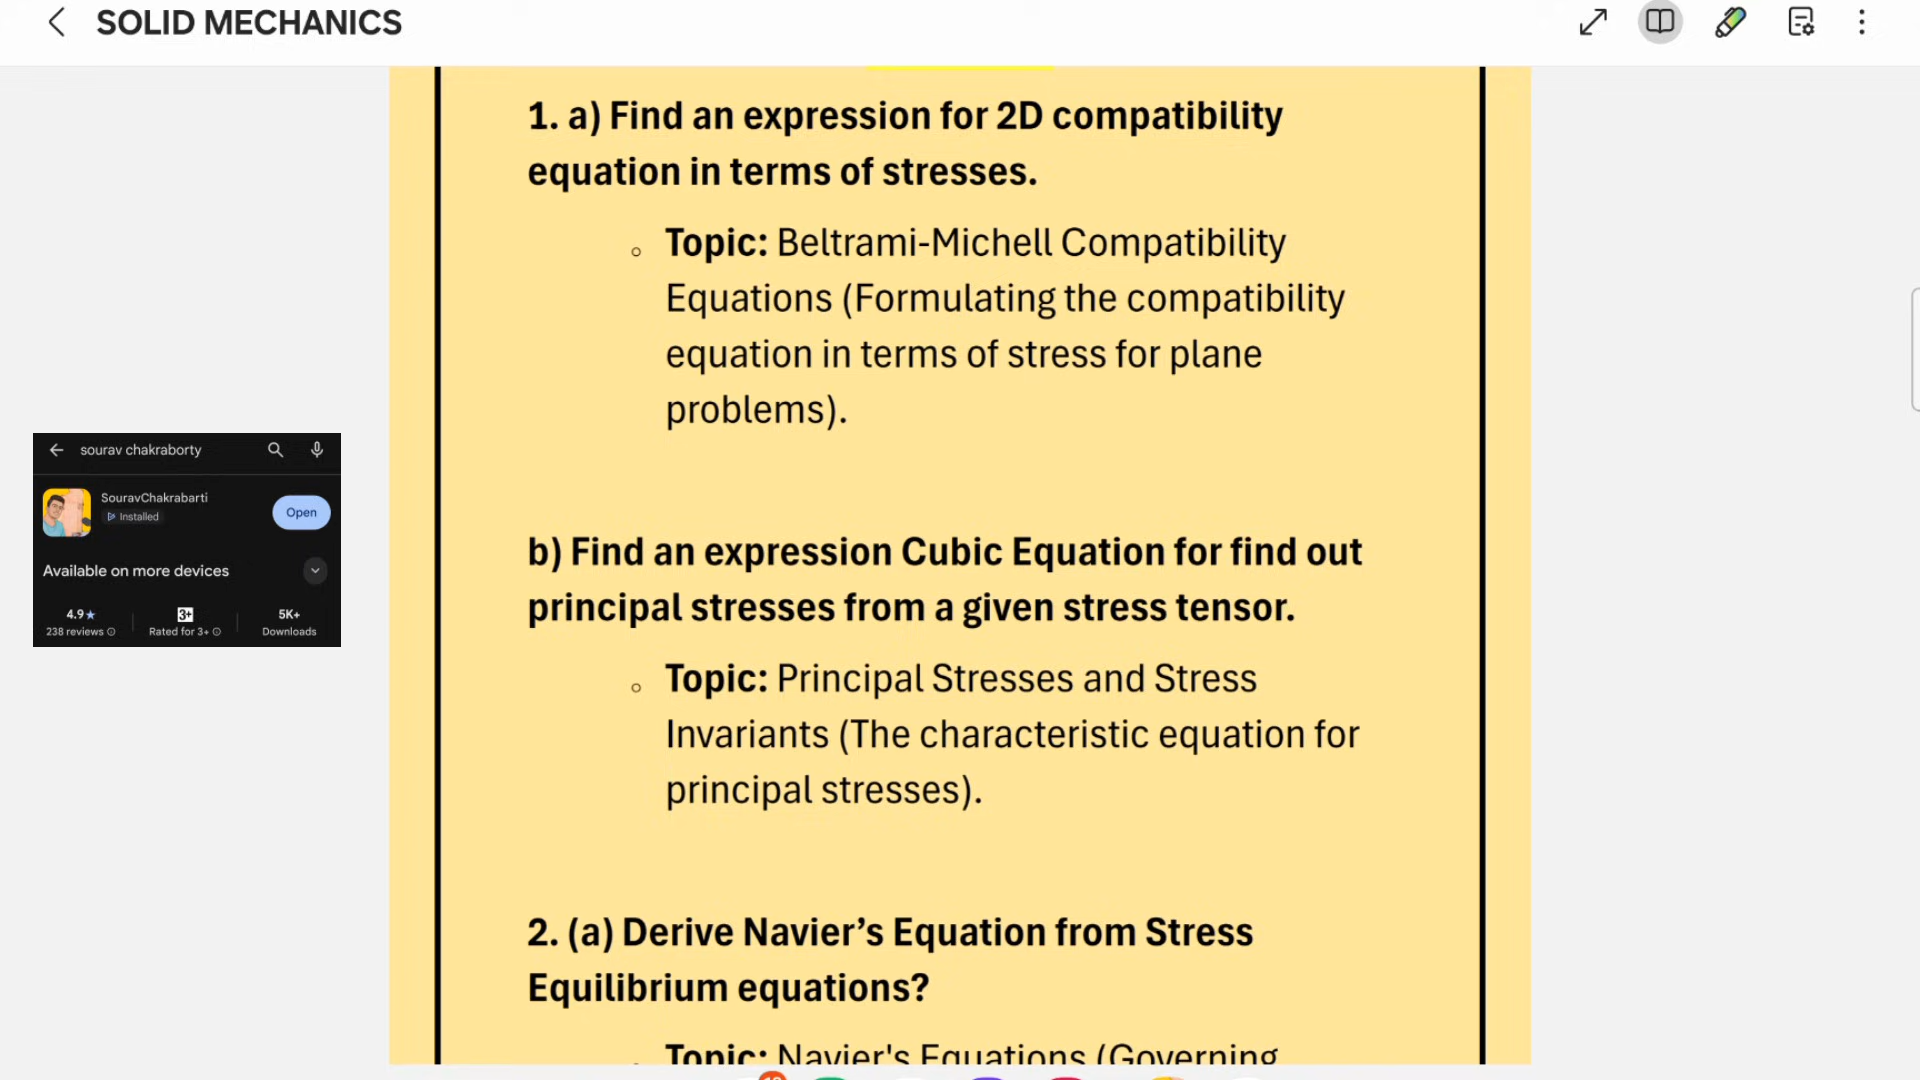 SOLID MECHANICS
1. a) Find an expression for 2D compatibility
equation in terms of stresses.
Topic: Beltrami-Michell Compatibility
Equations (Formulating the compatibility
equation in terms of stress for plane
problems).
sourav chakraborty
SouravChakrabarti
Installed
Open
Available on more devices
4.9★
238 reviews
3+
Rated for 3+
5K+
Downloads
b) Find an expression Cubic Equation for find out
principal stresses from a given stress tensor.
Topic: Principal Stresses and Stress
Invariants (The characteristic equation for
principal stresses).
2. (a) Derive Navier’s Equation from Stress
Equilibrium equations?
Topic: Navier's Equations (Governing